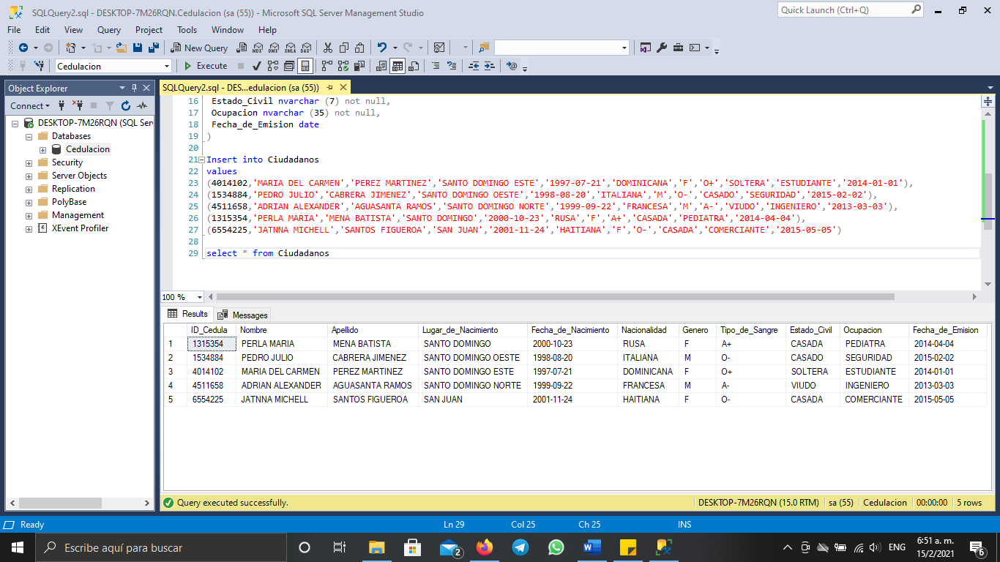 SQLQuery2.sql - DESKTOP-7M26RQN.Cedulacion (sa (55)) - Microsoft SQL Server Management Studio
Quick Launch (Ctrl+Q)
File Edit View Query Project Tools Window Help
New Query
MDX DMX XMLA DAX
Cedulacion
Execute
Object Explorer
Connect
DESKTOP-7M26RQN (SQL Ser
Databases
Cedulacion
Security
Server Objects
Replication
PolyBase
Management
XEvent Profiler
SQLQuery2.sql - DES...edulacion (sa (55))
16 Estado_Civil nvarchar (7) not null,
17 Ocupacion nvarchar (35) not null,
18 Fecha_de_Emision date
19 )
20
21 Insert into Ciudadanos
22 values
23 (4014102,'MARIA DEL CARMEN','PEREZ MARTINEZ','SANTO DOMINGO ESTE','1997-07-21','DOMINICANA','F','O+','SOLTERA','ESTUDIANTE','2014-01-01'),
24 (1534884,'PEDRO JULIO','CABRERA JIMENEZ','SANTO DOMINGO OESTE','1998-08-20','ITALIANA','M','O-','CASADO','SEGURIDAD','2015-02-02'),
25 (4511658,'ADRIAN ALEXANDER','AGUASANTA RAMOS','SANTO DOMINGO NORTE','1999-09-22','FRANCESA','M','A-','VIUDO','INGENIERO','2013-03-03'),
26 (1315354,'PERLA MARIA','MENA BATISTA','SANTO DOMINGO','2000-10-23','RUSA','F','A+','CASADA','PEDIATRA','2014-04-04'),
27 (6554225,'JATNNA MICHELL','SANTOS FIGUEROA','SAN JUAN','2001-11-24','HAITIANA','F','O-','CASADA','COMERCIANTE','2015-05-05')
28
29 select * from Ciudadanos
100 %
Results Messages
ID_Cedula Nombre Apellido Lugar_de_Nacimiento Fecha_de_Nacimiento Nacionalidad Genero Tipo_de_Sangre Estado_Civil Ocupacion Fecha_de_Emision
1 1315354 PERLA MARIA MENA BATISTA SANTO DOMINGO 2000-10-23 RUSA F A+ CASADA PEDIATRA 2014-04-04
2 1534884 PEDRO JULIO CABRERA JIMENEZ SANTO DOMINGO OESTE 1998-08-20 ITALIANA M O- CASADO SEGURIDAD 2015-02-02
3 4014102 MARIA DEL CARMEN PEREZ MARTINEZ SANTO DOMINGO ESTE 1997-07-21 DOMINICANA F O+ SOLTERA ESTUDIANTE 2014-01-01
4 4511658 ADRIAN ALEXANDER AGUASANTA RAMOS SANTO DOMINGO NORTE 1999-09-22 FRANCESA M A- VIUDO INGENIERO 2013-03-03
5 6554225 JATNNA MICHELL SANTOS FIGUEROA SAN JUAN 2001-11-24 HAITIANA F O- CASADA COMERCIANTE 2015-05-05
Query executed successfully. DESKTOP-7M26RQN (15.0 RTM) sa (55) Cedulacion 00:00:00 5 rows
Ready Ln 29 Col 25 Ch 25 INS
Escribe aquí para buscar
2
ENG
6:51 a. m.
15/2/2021
6